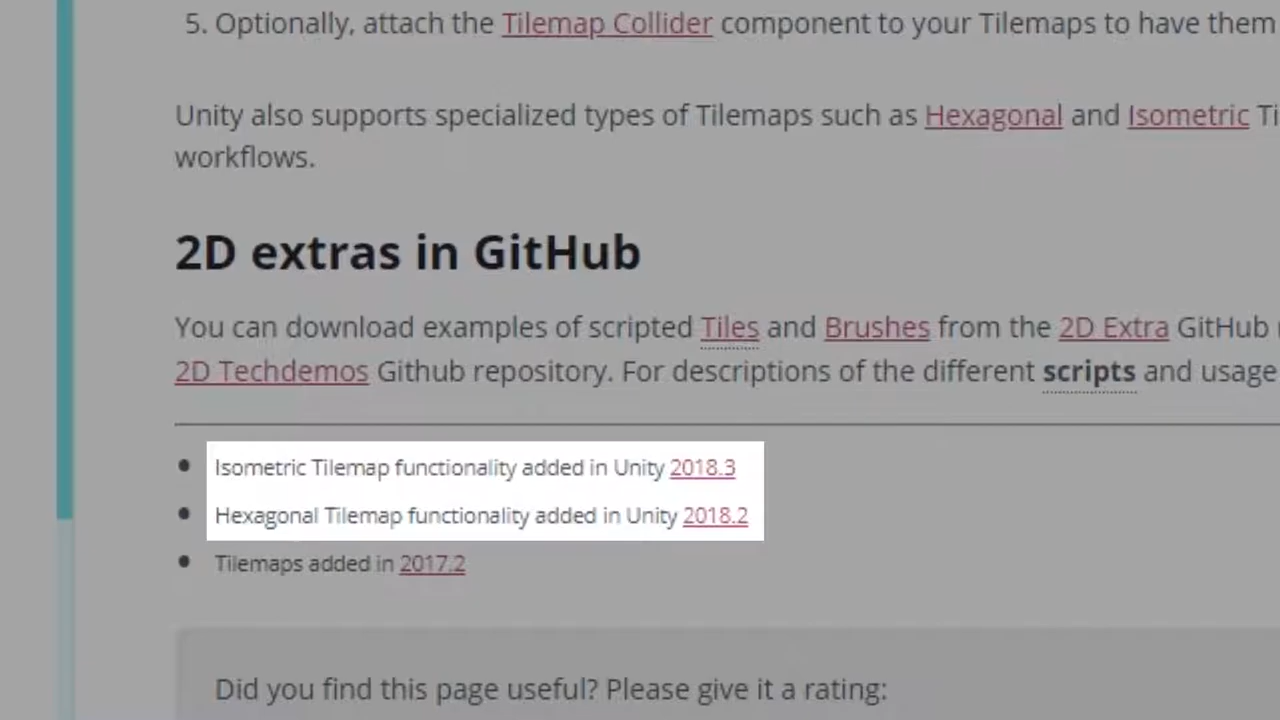 5. Optionally, attach the Tilemap Collider component to your Tilemaps to have them
Unity also supports specialized types of Tilemaps such as Hexagonal and Isometric Ti
workflows.
2D extras in GitHub
You can download examples of scripted Tiles and Brushes from the 2D Extra GitHub
2D Techdemos Github repository. For descriptions of the different scripts and usage
Isometric Tilemap functionality added in Unity 2018.3
Hexagonal Tilemap functionality added in Unity 2018.2
Tilemaps added in 2017.2
Did you find this page useful? Please give it a rating: